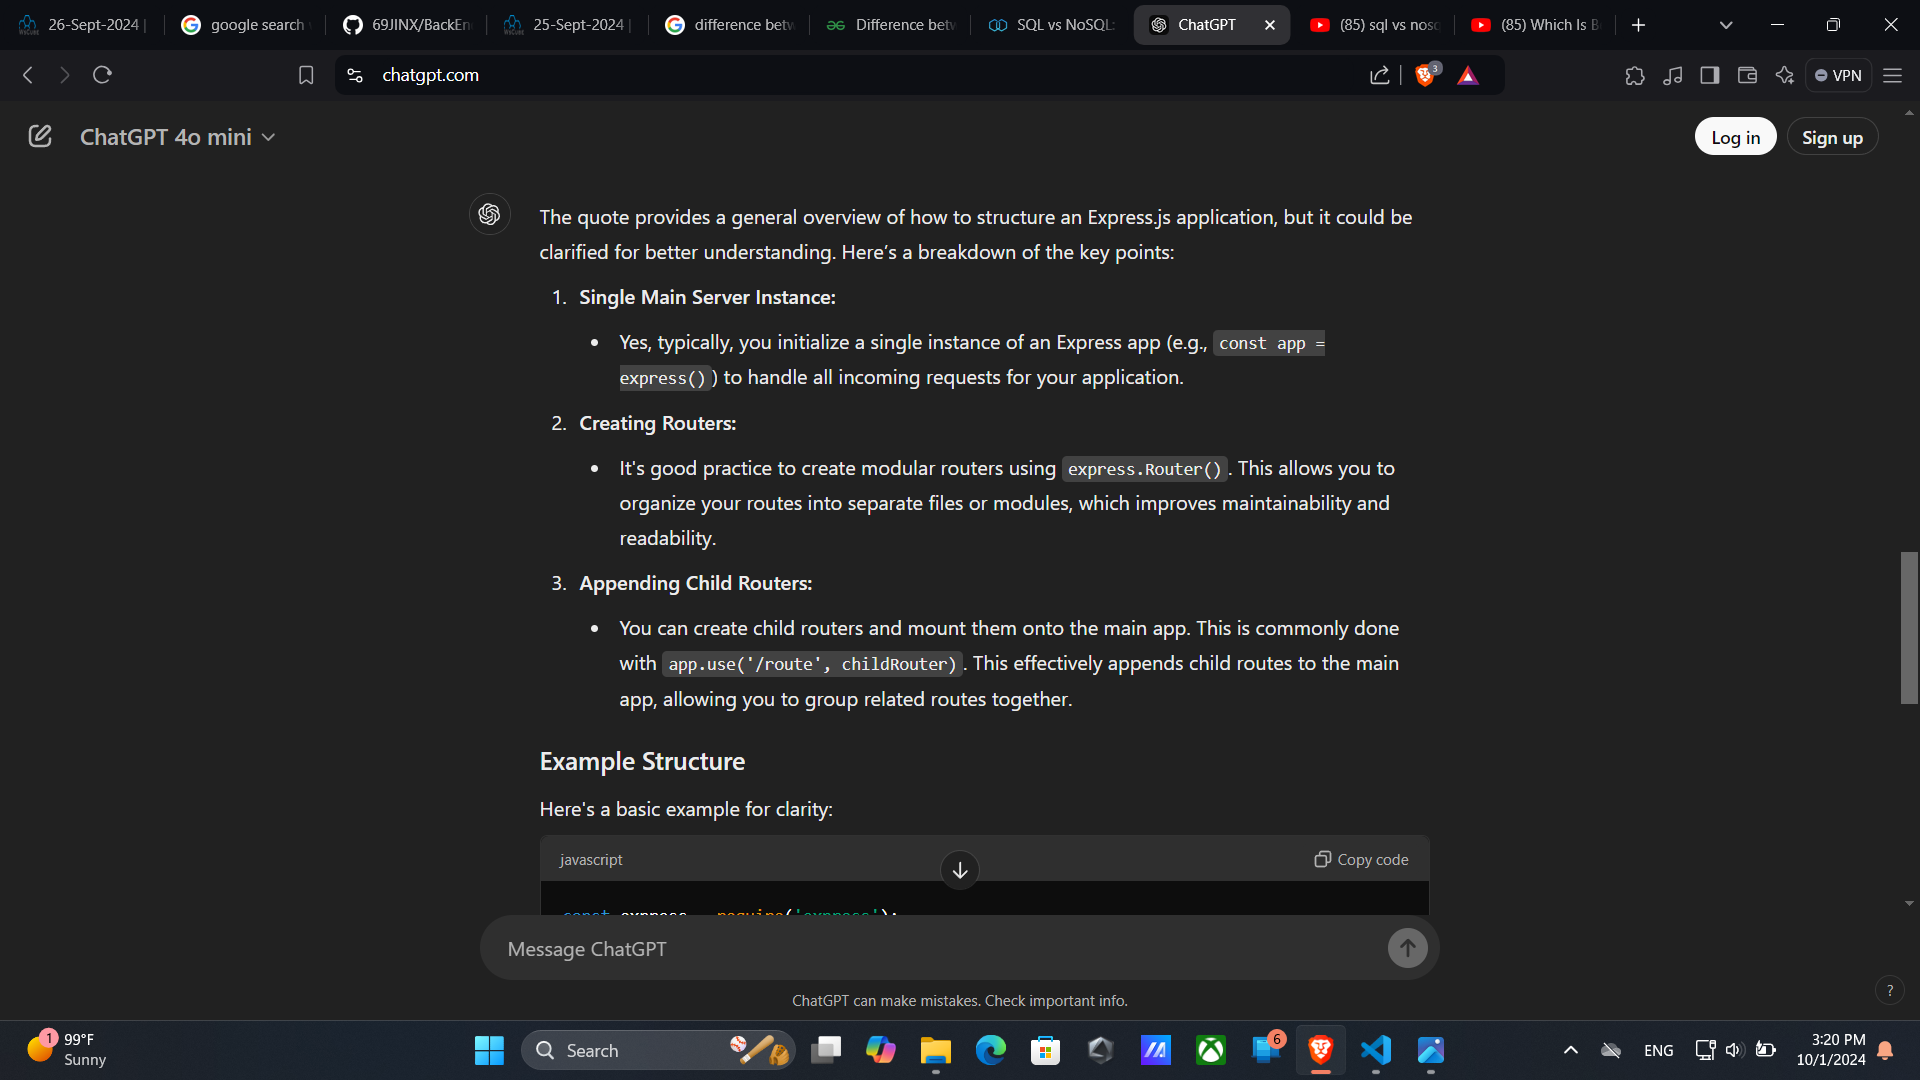 26-Sept-2024 |
google search
69JINX/BackEn
25-Sept-2024 |
difference betw
Difference betw
SQL vs NoSQL:
ChatGPT
(85) sql vs nosq
(85) Which Is B
chatgpt.com
3
VPN
ChatGPT 4o mini
Log in
Sign up
The quote provides a general overview of how to structure an Express.js application, but it could be
clarified for better understanding. Here’s a breakdown of the key points:
1. Single Main Server Instance:
• Yes, typically, you initialize a single instance of an Express app (e.g., const app =
express()) to handle all incoming requests for your application.
2. Creating Routers:
• It's good practice to create modular routers using express.Router(). This allows you to
organize your routes into separate files or modules, which improves maintainability and
readability.
3. Appending Child Routers:
• You can create child routers and mount them onto the main app. This is commonly done
with app.use('/route', childRouter). This effectively appends child routes to the main
app, allowing you to group related routes together.
Example Structure
Here's a basic example for clarity:
javascript
Copy code
const express = require('express');
Message ChatGPT
ChatGPT can make mistakes. Check important info.
?
1
99°F
Sunny
Search
6
ENG
3:20 PM
10/1/2024